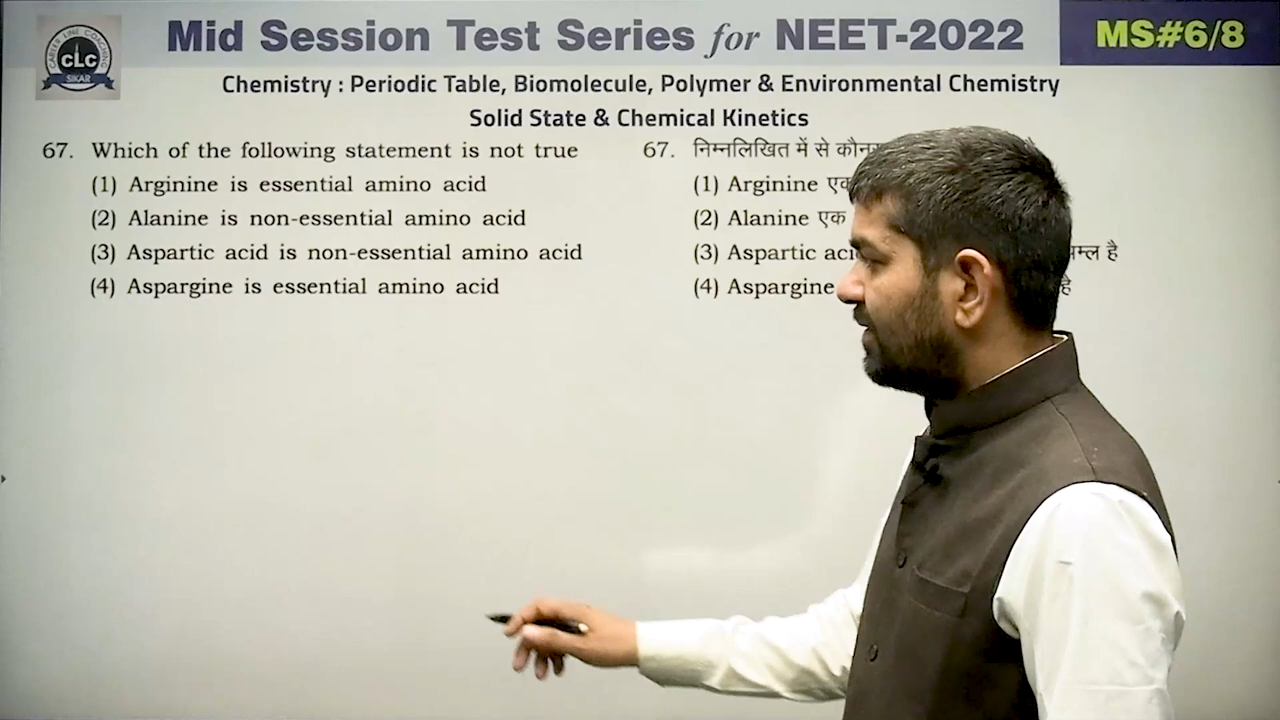 Mid Session Test Series for NEET-2022
MS#6/8
CAREER LINE COACHING
CLC
SIKAR
Chemistry : Periodic Table, Biomolecule, Polymer & Environmental Chemistry
Solid State & Chemical Kinetics
67. Which of the following statement is not true
(1) Arginine is essential amino acid
(2) Alanine is non-essential amino acid
(3) Aspartic acid is non-essential amino acid
(4) Aspargine is essential amino acid
67. निम्नलिखित में से
(1) Arginine एक
(2) Alanine एक
(3) Aspartic है
(4) Aspargine है